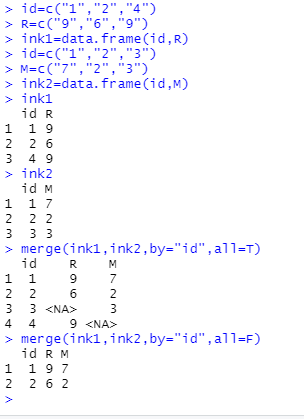 > id=c("1","2","4")
> R=c("9","6","9")
> ink1=data.frame(id,R)
> id=c("1","2","3")
> M=c("7","2","3")
> ink2=data.frame(id,M)
> ink1
  id R
1  1 9
2  2 6
3  4 9
> ink2
  id M
1  1 7
2  2 2
3  3 3
> merge(ink1,ink2,by="id",all=T)
  id    R    M
1  1    9    7
2  2    6    2
3  3 <NA>    3
4  4    9 <NA>
> merge(ink1,ink2,by="id",all=F)
  id R M
1  1 9 7
2  2 6 2
>